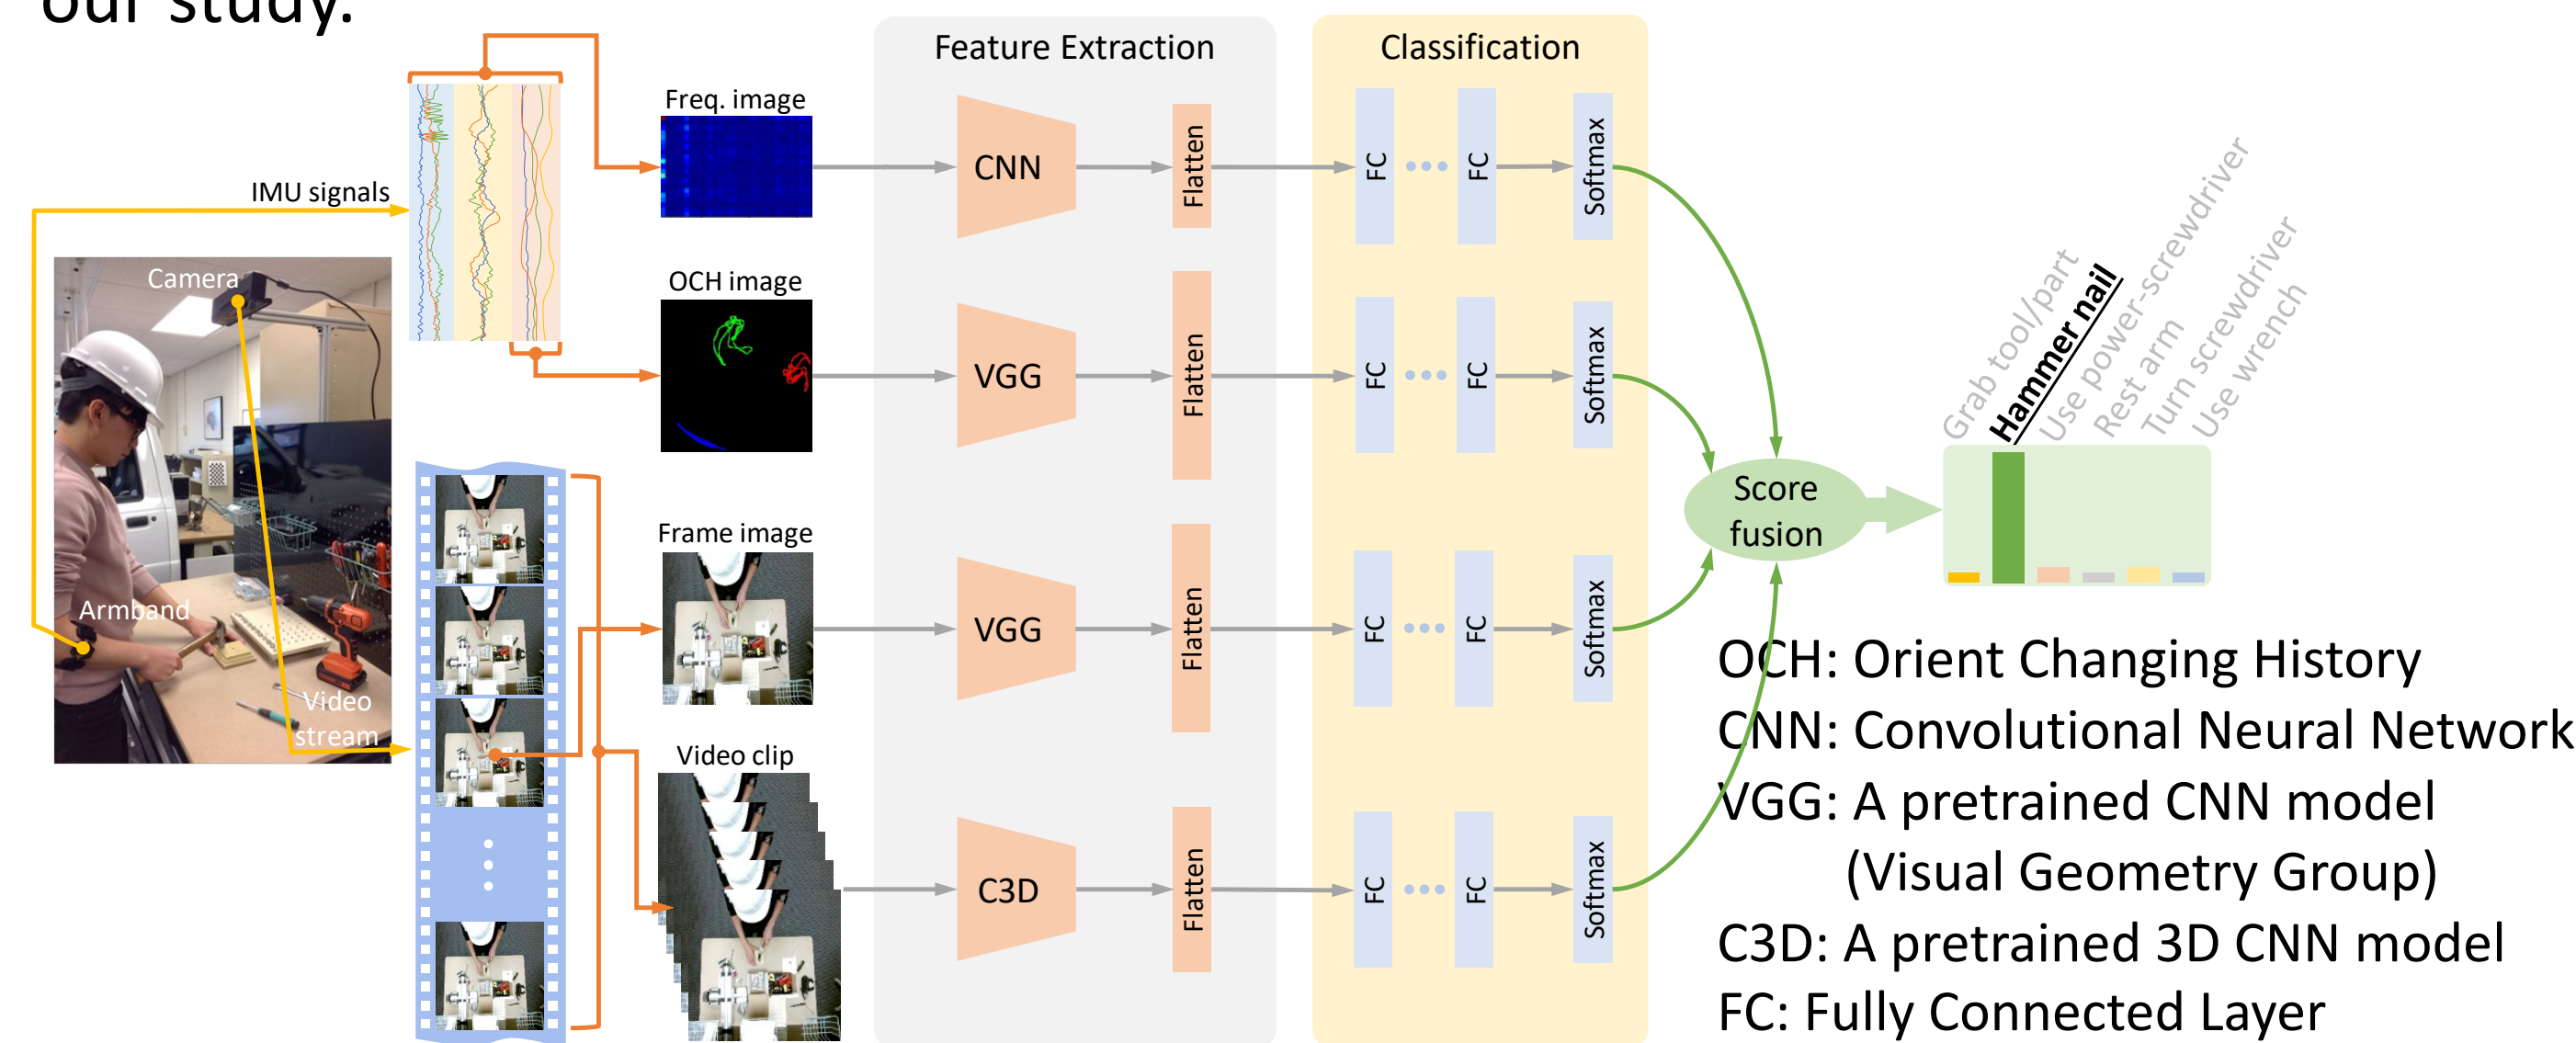 our study.
Feature Extraction
Classification
Freq. image
CNN
Flatten
FC
FC
Softmax
IMU signals
Camera
OCH image
VGG
Flatten
FC
FC
Softmax
Grab tool/part
Hammer nail
Use power-screwdriver
Rest arm
Turn screwdriver
Use wrench
Score
fusion
Frame image
Armband
VGG
Flatten
FC
FC
Softmax
Video
stream
Video clip
C3D
Flatten
FC
FC
Softmax
OCH: Orient Changing History
CNN: Convolutional Neural Network
VGG: A pretrained CNN model
(Visual Geometry Group)
C3D: A pretrained 3D CNN model
FC: Fully Connected Layer